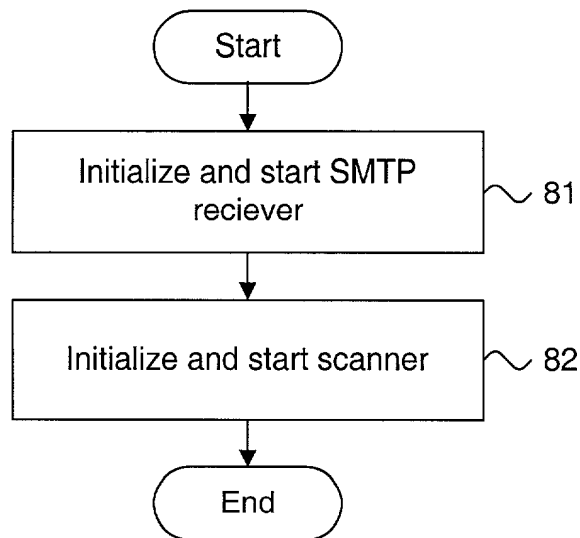 Start
Initialize and start SMTP
reciever
81
Initialize and start scanner
82
End